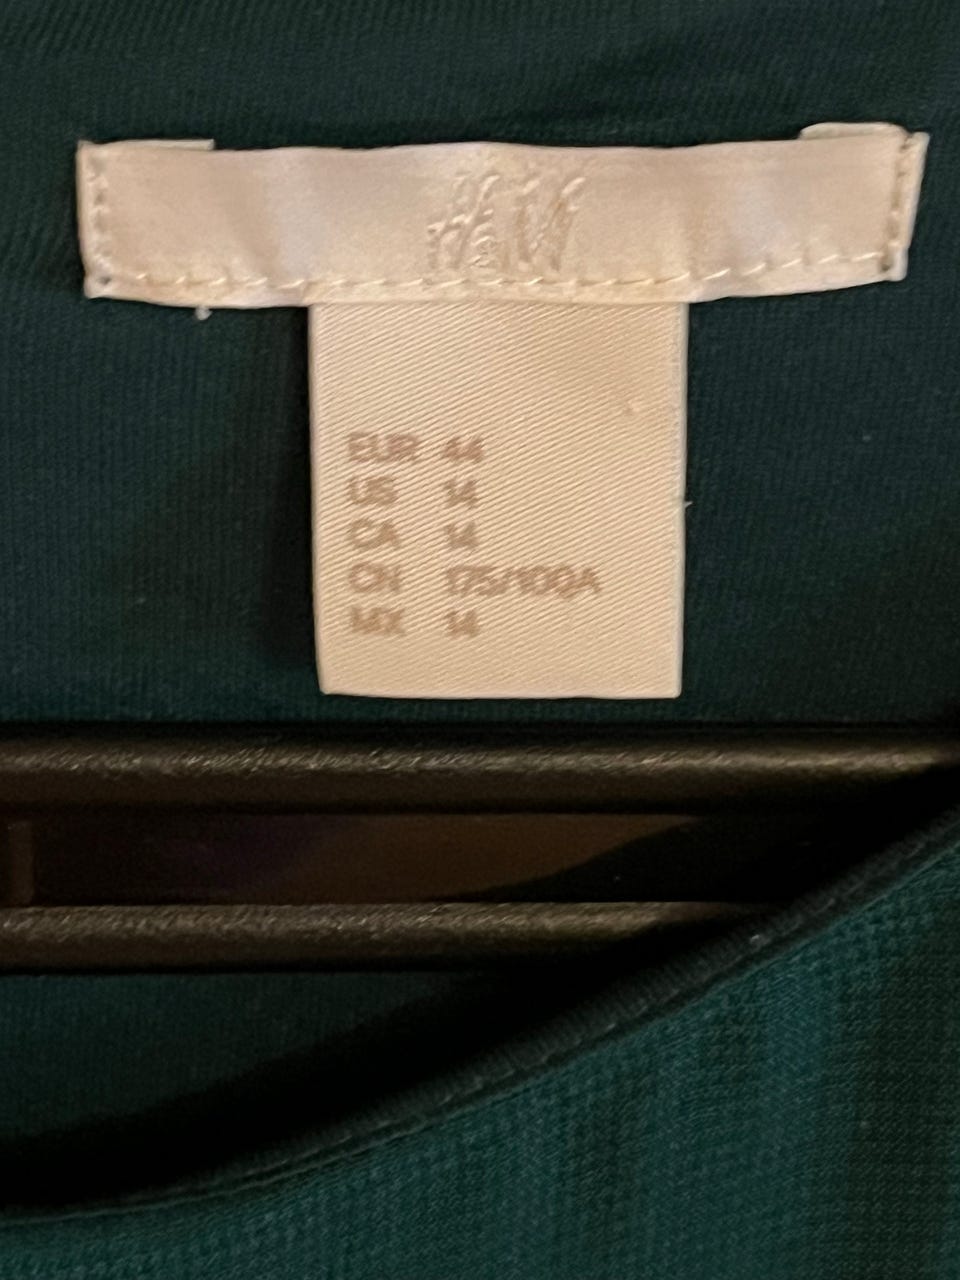 H&M
EUR 44
US 14
CA 14
CN 175/100A
MX 14